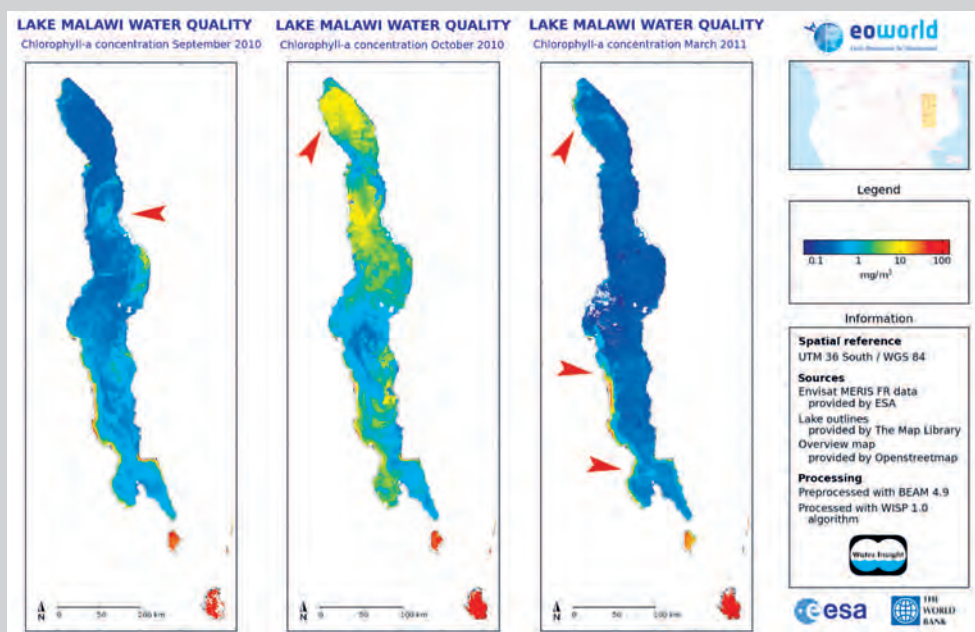 LAKE MALAWI WATER QUALITY
Chlorophyll-a concentration September 2010
N
0 50 100 km
LAKE MALAWI WATER QUALITY
Chlorophyll-a concentration October 2010
N
0 50 100 km
LAKE MALAWI WATER QUALITY
Chlorophyll-a concentration March 2011
N
0 50 100 km
eoworld
Legend
0.1 1 10 100
mg/m³
Information
Spatial reference
UTM 36 South / WGS 84
Sources
Envisat MERIS FR data
provided by ESA
Lake outlines
provided by The Map Library
Overview map
provided by Openstreetmap
Processing
Preprocessed with BEAM 4.9
Processed with WISP 1.0
algorithm
Water Insight
esa
THE
WORLD
BANK